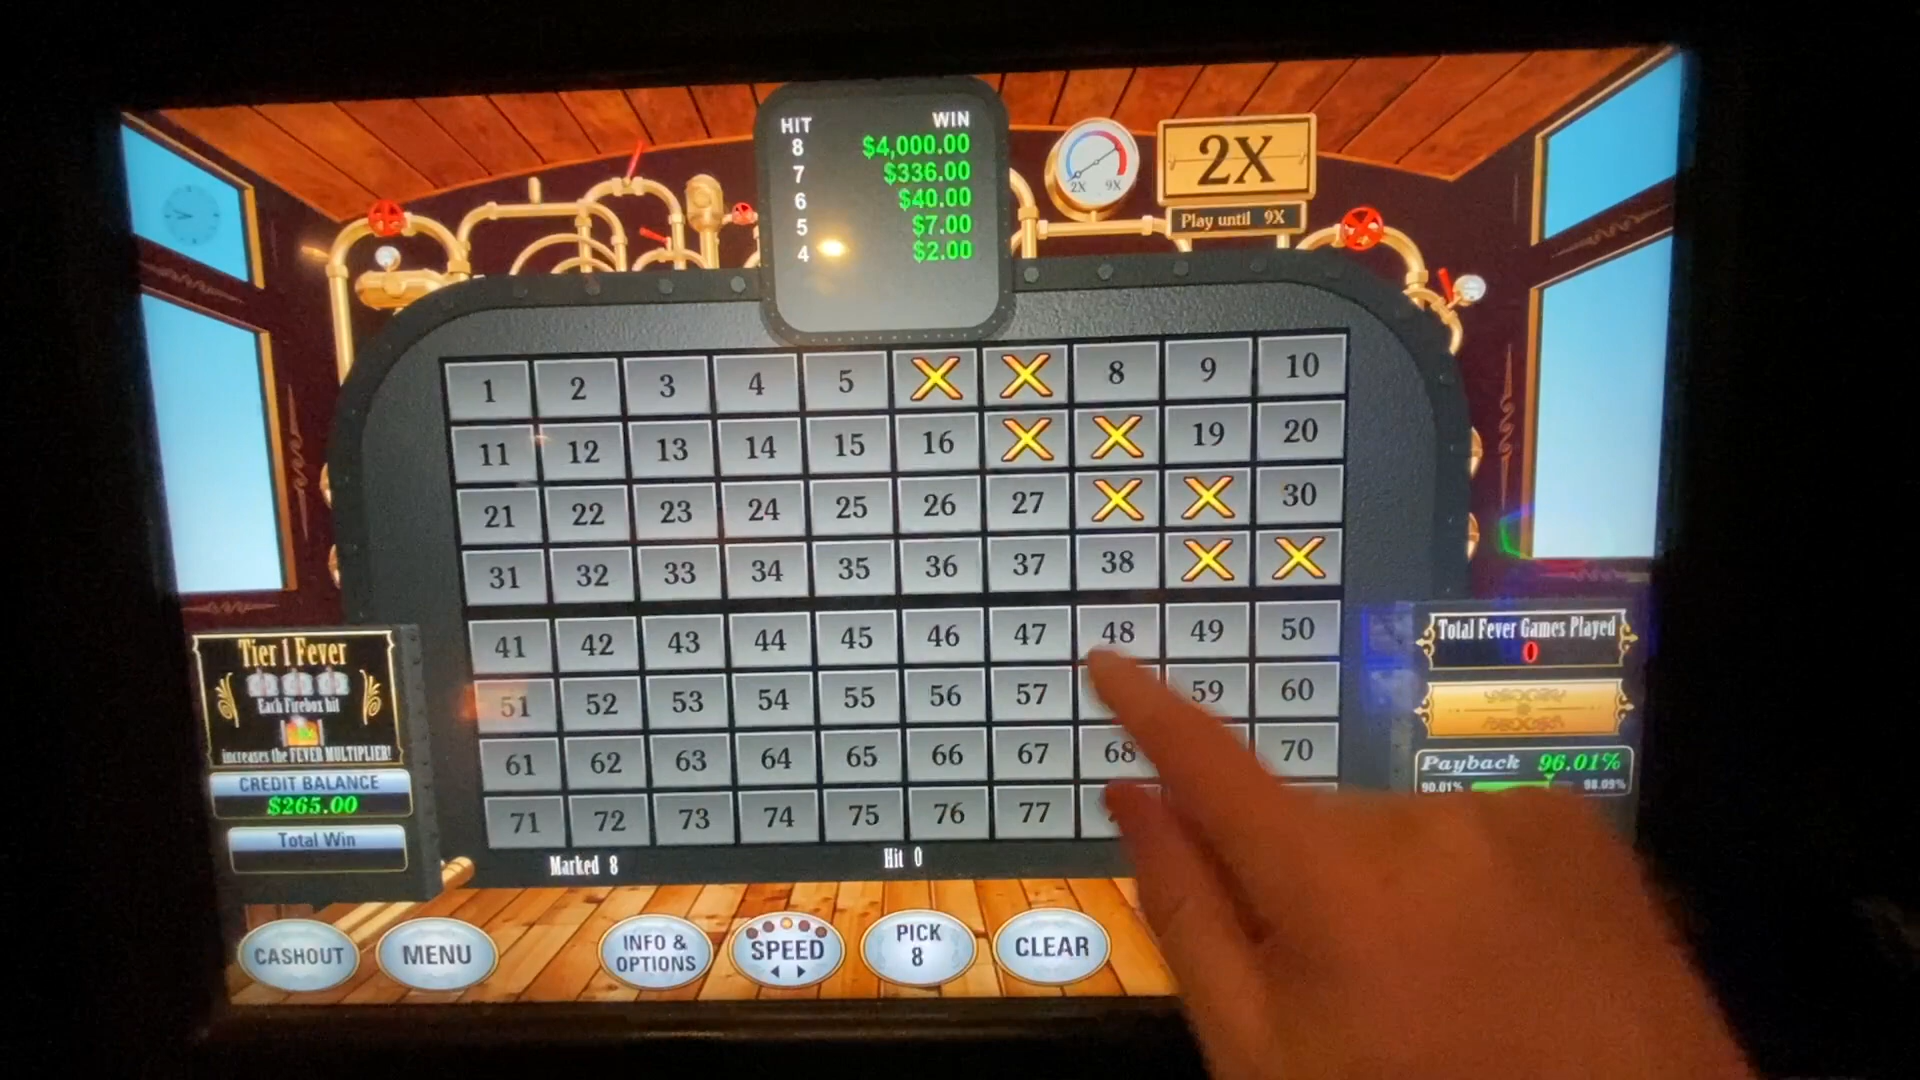 HIT WIN
8 $4,000.00
7 $336.00
6 $40.00
5 $7.00
4 $2.00
2X 9X
2X
Play until 9X
1 2 3 4 5 8 9 10
11 12 13 14 15 16 19 20
21 22 23 24 25 26 27 30
31 32 33 34 35 36 37 38
41 42 43 44 45 46 47 48 49 50
51 52 53 54 55 56 57 59 60
61 62 63 64 65 66 67 68 70
71 72 73 74 75 76 77
Marked 8 Hit 0
Tier 1 Fever
Each Firebox hit
increases the FEVER MULTIPLIER!
CREDIT BALANCE
$265.00
Total Win
Total Fever Games Played
0
Payback 96.01%
90.01% 98.09%
CASHOUT
MENU
INFO &
OPTIONS
SPEED
PICK
8
CLEAR